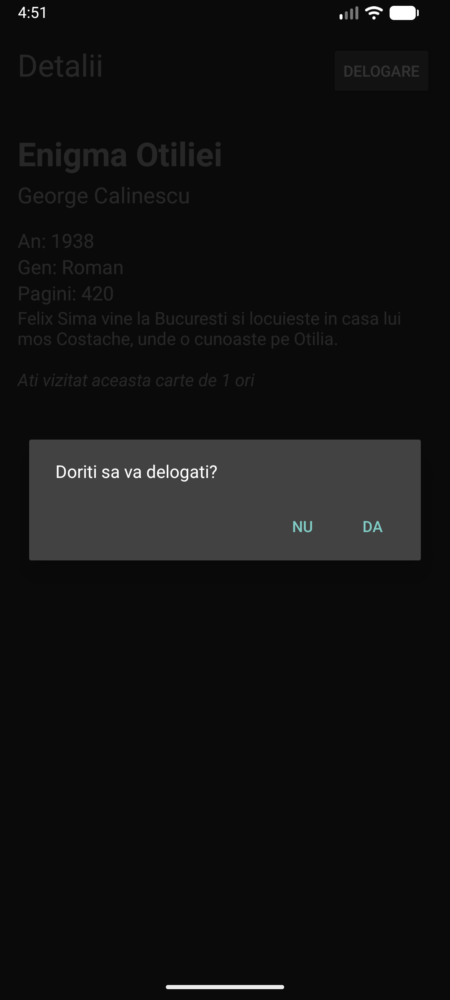 4:51
Detalii
DELOGARE
Enigma Otiliei
George Calinescu
An: 1938
Gen: Roman
Pagini: 420
Felix Sima vine la Bucuresti si locuieste in casa lui
mos Costache, unde o cunoaste pe Otilia.
Ati vizitat aceasta carte de 1 ori
Doriti sa va delogati?
NU
DA